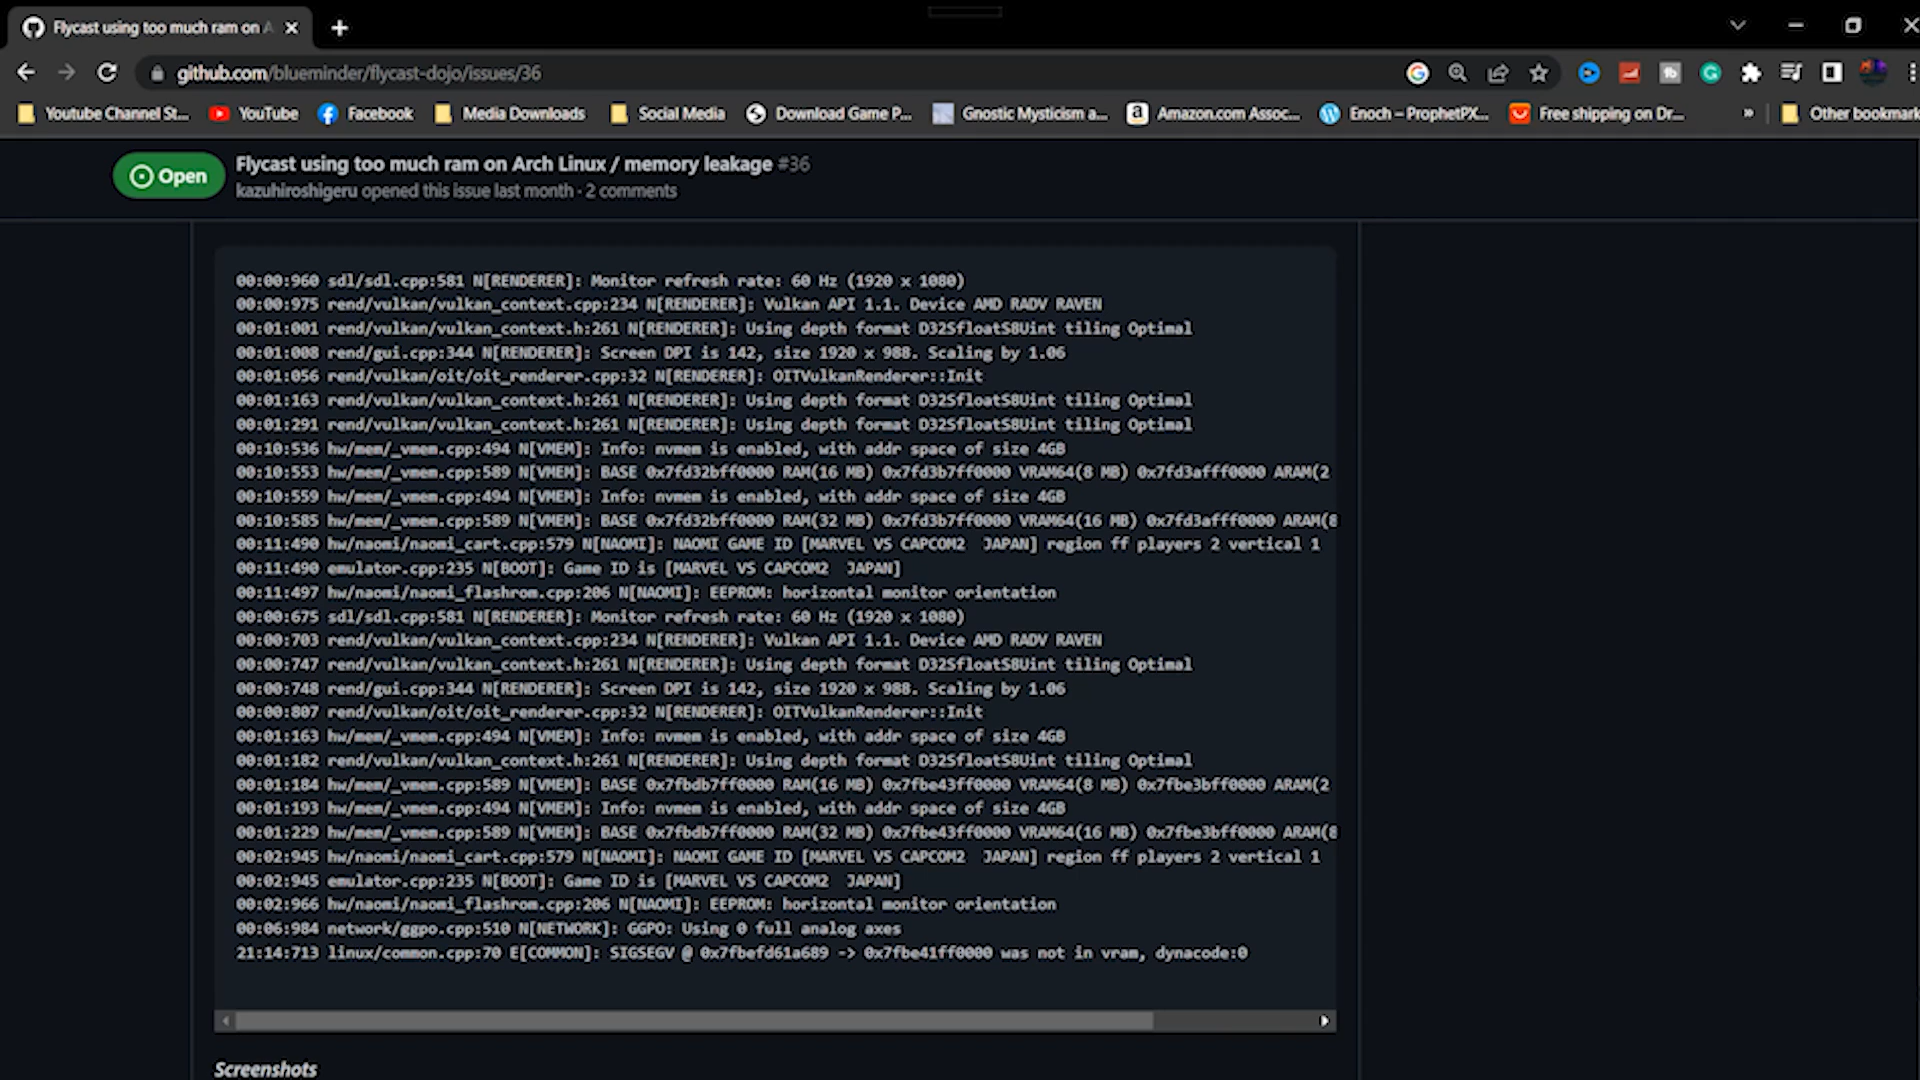 Flycast using too much ram on A
github.com/blueminder/flycast-dojo/issues/36
Youtube Channel St... YouTube Facebook Media Downloads Social Media Download Game P... Gnostic Mysticism a... Amazon.com Assoc... Enoch – ProphetPX... Free shipping on Dr... » Other bookmark
Open
Flycast using too much ram on Arch Linux / memory leakage #36
kazuhiroshigeru opened this issue last month · 2 comments
00:00:960 sdl/sdl.cpp:581 N[RENDERER]: Monitor refresh rate: 60 Hz (1920 x 1080)
00:00:975 rend/vulkan/vulkan_context.cpp:234 N[RENDERER]: Vulkan API 1.1. Device AMD RADV RAVEN
00:01:001 rend/vulkan/vulkan_context.h:261 N[RENDERER]: Using depth format D32SfloatS8Uint tiling Optimal
00:01:008 rend/gui.cpp:344 N[RENDERER]: Screen DPI is 142, size 1920 x 988. Scaling by 1.06
00:01:056 rend/vulkan/oit/oit_renderer.cpp:32 N[RENDERER]: OITVulkanRenderer::Init
00:01:163 rend/vulkan/vulkan_context.h:261 N[RENDERER]: Using depth format D32SfloatS8Uint tiling Optimal
00:01:291 rend/vulkan/vulkan_context.h:261 N[RENDERER]: Using depth format D32SfloatS8Uint tiling Optimal
00:10:536 hw/mem/_vmem.cpp:494 N[VMEM]: Info: nvmem is enabled, with addr space of size 4GB
00:10:553 hw/mem/_vmem.cpp:589 N[VMEM]: BASE 0x7fd32bff0000 RAM(16 MB) 0x7fd3b7ff0000 VRAM64(8 MB) 0x7fd3afff0000 ARAM(2
00:10:559 hw/mem/_vmem.cpp:494 N[VMEM]: Info: nvmem is enabled, with addr space of size 4GB
00:10:585 hw/mem/_vmem.cpp:589 N[VMEM]: BASE 0x7fd32bff0000 RAM(32 MB) 0x7fd3b7ff0000 VRAM64(16 MB) 0x7fd3afff0000 ARAM(8
00:11:490 hw/naomi/naomi_cart.cpp:579 N[NAOMI]: NAOMI GAME ID [MARVEL VS CAPCOM2  JAPAN] region ff players 2 vertical 1
00:11:490 emulator.cpp:235 N[BOOT]: Game ID is [MARVEL VS CAPCOM2  JAPAN]
00:11:497 hw/naomi/naomi_flashrom.cpp:206 N[NAOMI]: EEPROM: horizontal monitor orientation
00:00:675 sdl/sdl.cpp:581 N[RENDERER]: Monitor refresh rate: 60 Hz (1920 x 1080)
00:00:703 rend/vulkan/vulkan_context.cpp:234 N[RENDERER]: Vulkan API 1.1. Device AMD RADV RAVEN
00:00:747 rend/vulkan/vulkan_context.h:261 N[RENDERER]: Using depth format D32SfloatS8Uint tiling Optimal
00:00:748 rend/gui.cpp:344 N[RENDERER]: Screen DPI is 142, size 1920 x 988. Scaling by 1.06
00:00:807 rend/vulkan/oit/oit_renderer.cpp:32 N[RENDERER]: OITVulkanRenderer::Init
00:01:163 hw/mem/_vmem.cpp:494 N[VMEM]: Info: nvmem is enabled, with addr space of size 4GB
00:01:182 rend/vulkan/vulkan_context.h:261 N[RENDERER]: Using depth format D32SfloatS8Uint tiling Optimal
00:01:184 hw/mem/_vmem.cpp:589 N[VMEM]: BASE 0x7fbdb7ff0000 RAM(16 MB) 0x7fbe43ff0000 VRAM64(8 MB) 0x7fbe3bff0000 ARAM(2
00:01:193 hw/mem/_vmem.cpp:494 N[VMEM]: Info: nvmem is enabled, with addr space of size 4GB
00:01:229 hw/mem/_vmem.cpp:589 N[VMEM]: BASE 0x7fbdb7ff0000 RAM(32 MB) 0x7fbe43ff0000 VRAM64(16 MB) 0x7fbe3bff0000 ARAM(8
00:02:945 hw/naomi/naomi_cart.cpp:579 N[NAOMI]: NAOMI GAME ID [MARVEL VS CAPCOM2  JAPAN] region ff players 2 vertical 1
00:02:945 emulator.cpp:235 N[BOOT]: Game ID is [MARVEL VS CAPCOM2  JAPAN]
00:02:966 hw/naomi/naomi_flashrom.cpp:206 N[NAOMI]: EEPROM: horizontal monitor orientation
00:06:984 network/ggpo.cpp:510 N[NETWORK]: GGPO: Using 0 full analog axes
21:14:713 linux/common.cpp:70 E[COMMON]: SIGSEGV @ 0x7fbefd61a689 -> 0x7fbe41ff0000 was not in vram, dynacode:0
Screenshots